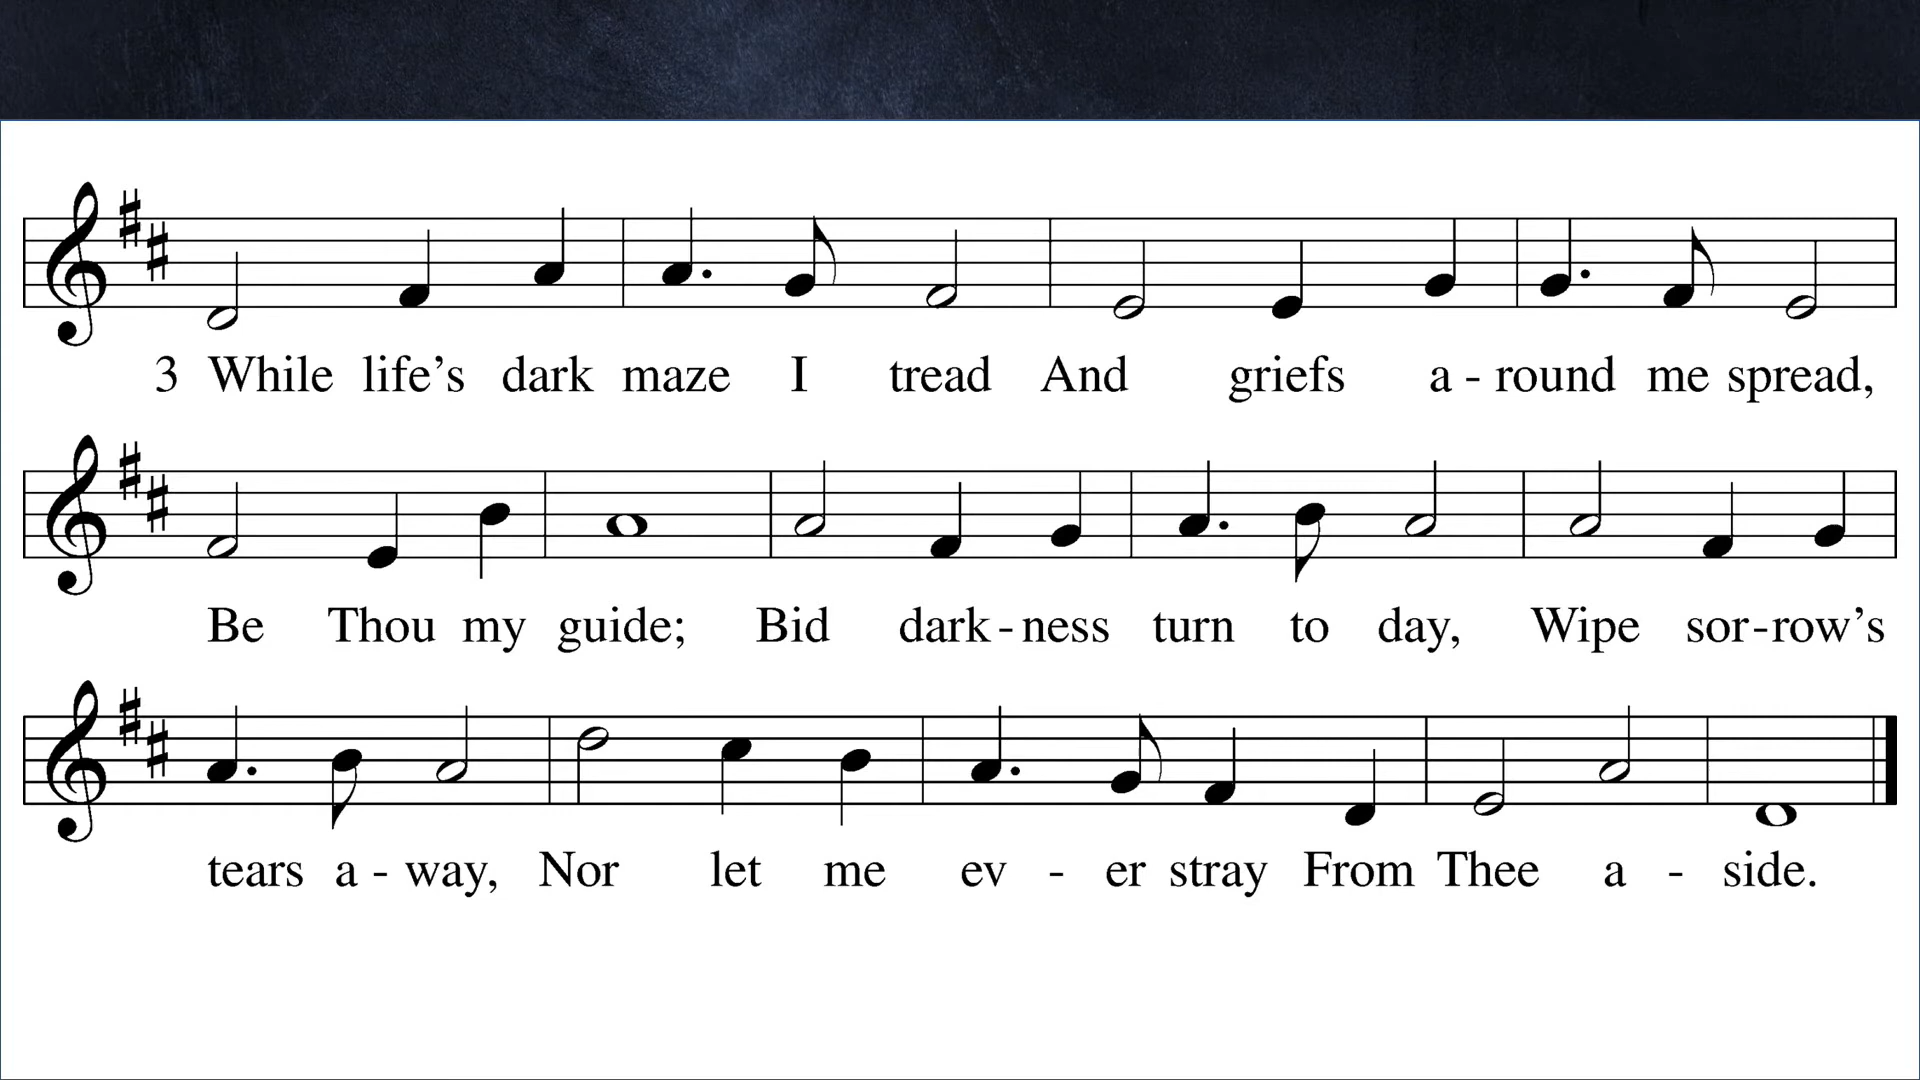 3 While life’s dark maze I tread And griefs a - round me spread,
Be Thou my guide; Bid dark - ness turn to day, Wipe sor - row’s
tears a - way, Nor let me ev - er stray From Thee a - side.